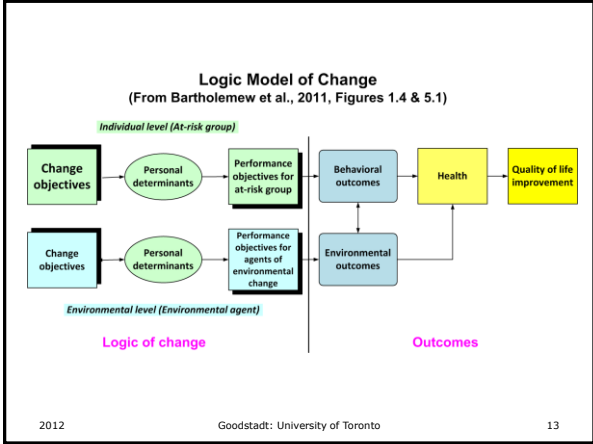 Logic Model of Change
(From Bartholemew et al., 2011, Figures 1.4 & 5.1)
Individual level (At-risk group)
Change
objectives
Personal
determinants
Performance
objectives for
at-risk group
Behavioral
outcomes
Health
Quality of life
improvement
Change
objectives
Personal
determinants
Performance
objectives for
agents of
environmental
change
Environmental
outcomes
Environmental level (Environmental agent)
Logic of change
Outcomes
2012
Goodstadt: University of Toronto
13